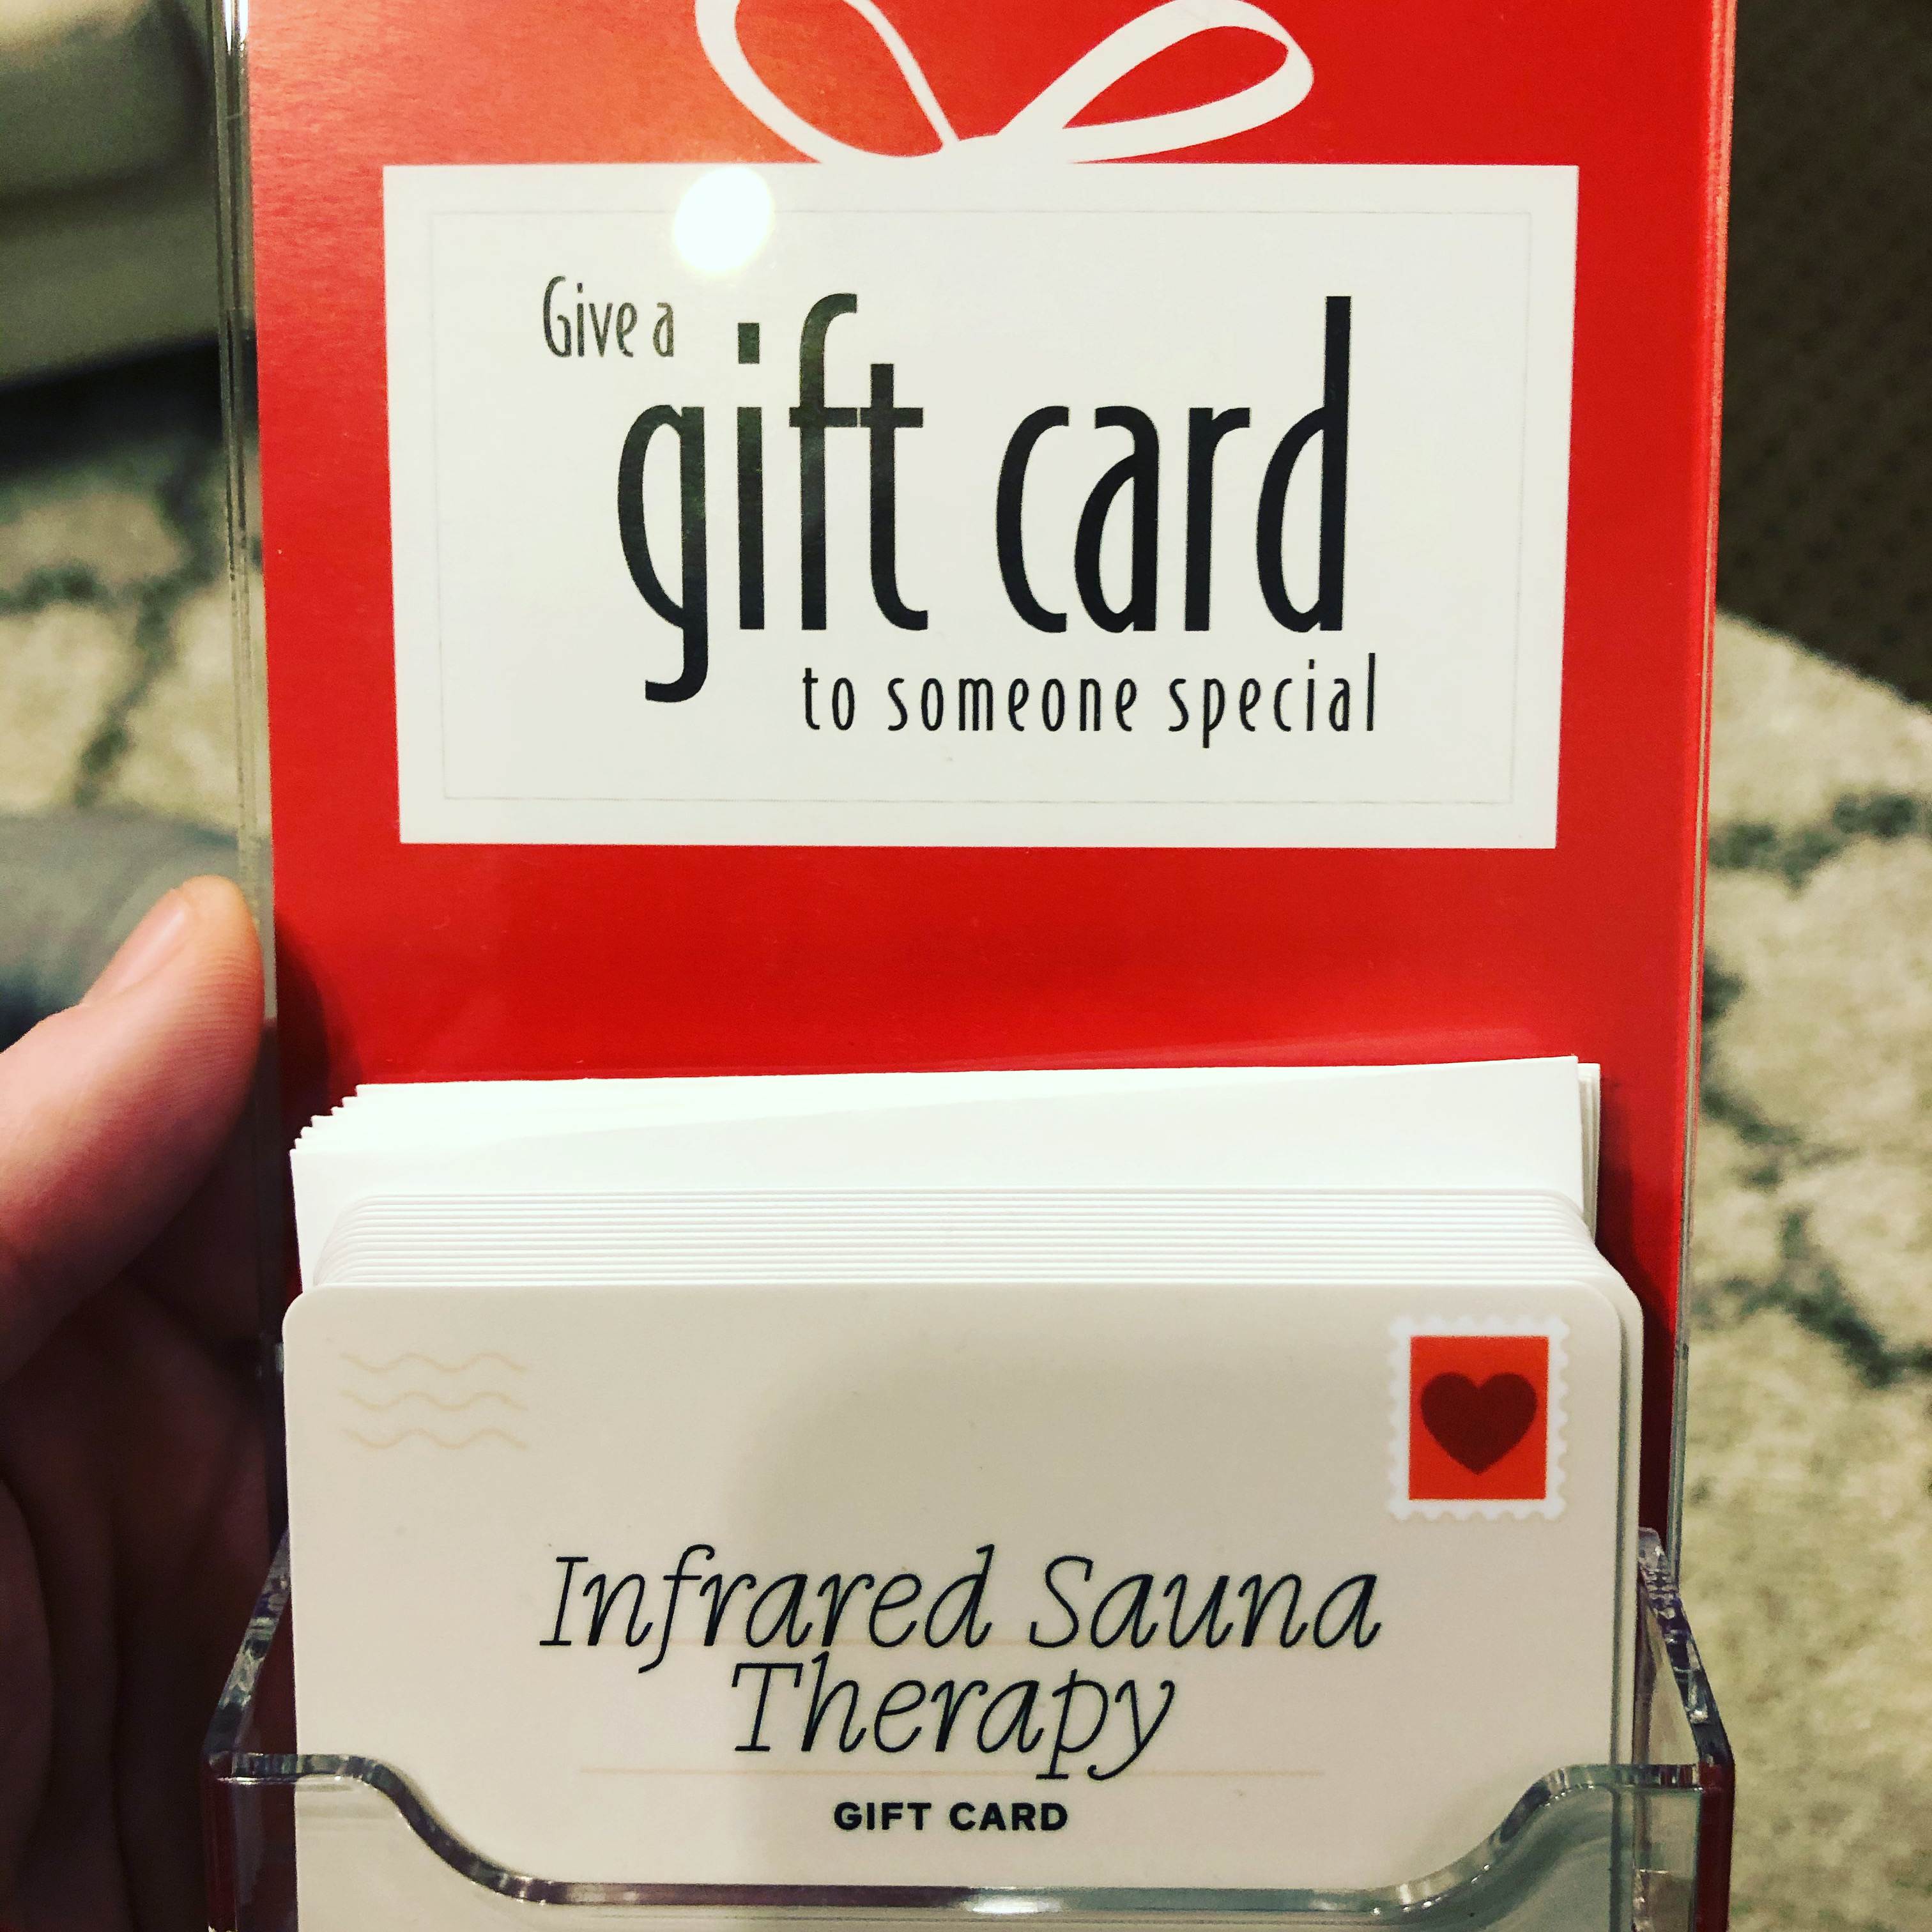 Give a
gift card
to someone special
Infrared Sauna
Therapy
GIFT CARD